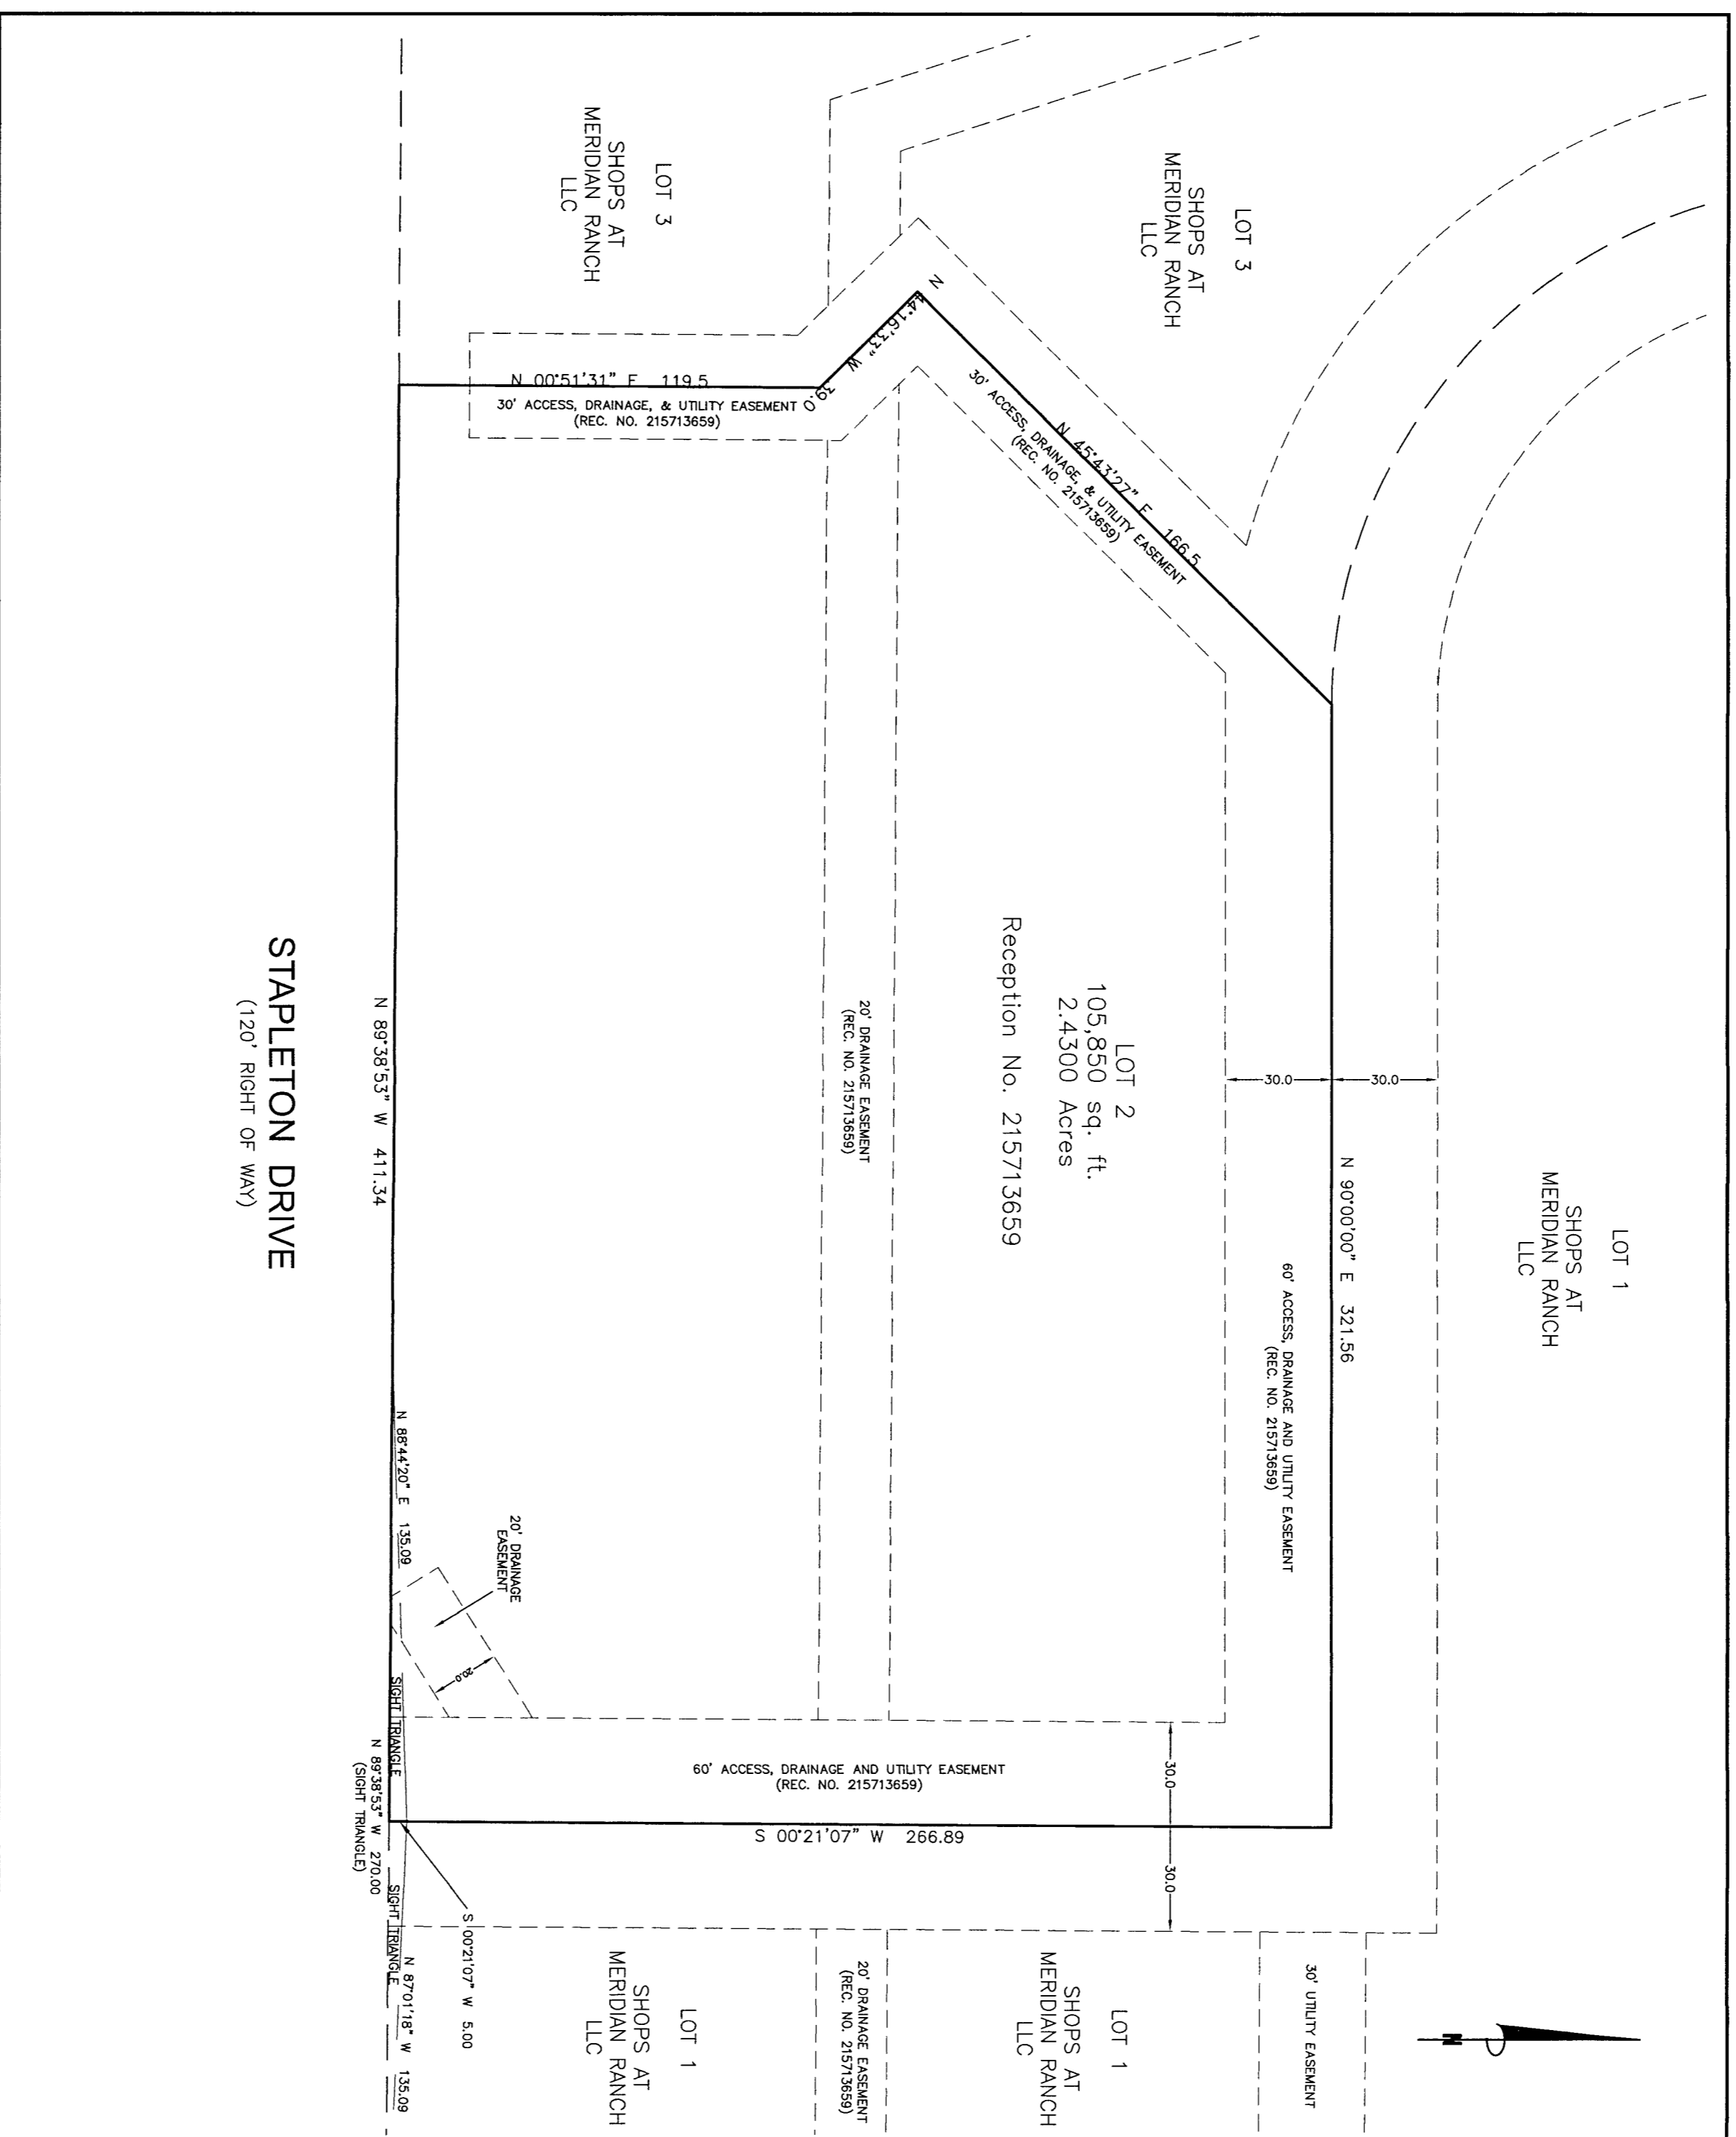 LOT 1
SHOPS AT
MERIDIAN RANCH
LLC
LOT 3
SHOPS AT
MERIDIAN RANCH
LLC
N 90°00'00" E 321.56
60' ACCESS, DRAINAGE AND UTILITY EASEMENT
(REC. NO. 215713659)
30.0
30.0
30' UTILITY EASEMENT
N 45°43'27" E 166.5
30' ACCESS, DRAINAGE, & UTILITY EASEMENT
(REC. NO. 215713659)
LOT 2
105,850 sq. ft.
2.4300 Acres
Reception No. 215713659
30.0
30.0
LOT 1
SHOPS AT
MERIDIAN RANCH
LLC
N 44°16'33" W 39.0
20' DRAINAGE EASEMENT
(REC. NO. 215713659)
20' DRAINAGE EASEMENT
(REC. NO. 215713659)
S 00°21'07" W 266.89
60' ACCESS, DRAINAGE AND UTILITY EASEMENT
(REC. NO. 215713659)
LOT 3
SHOPS AT
MERIDIAN RANCH
LLC
N 00°51'31" E 119.5
30' ACCESS, DRAINAGE, & UTILITY EASEMENT
(REC. NO. 215713659)
LOT 1
SHOPS AT
MERIDIAN RANCH
LLC
20' DRAINAGE
EASEMENT
20.0
S 00°21'07" W 5.00
N 88°44'20" E 135.09
SIGHT TRIANGLE
SIGHT TRIANGLE
N 87°01'18" W 135.09
N 89°38'53" W 411.34
N 89°38'53" W 270.00
(SIGHT TRIANGLE)
STAPLETON DRIVE
(120' RIGHT OF WAY)
N